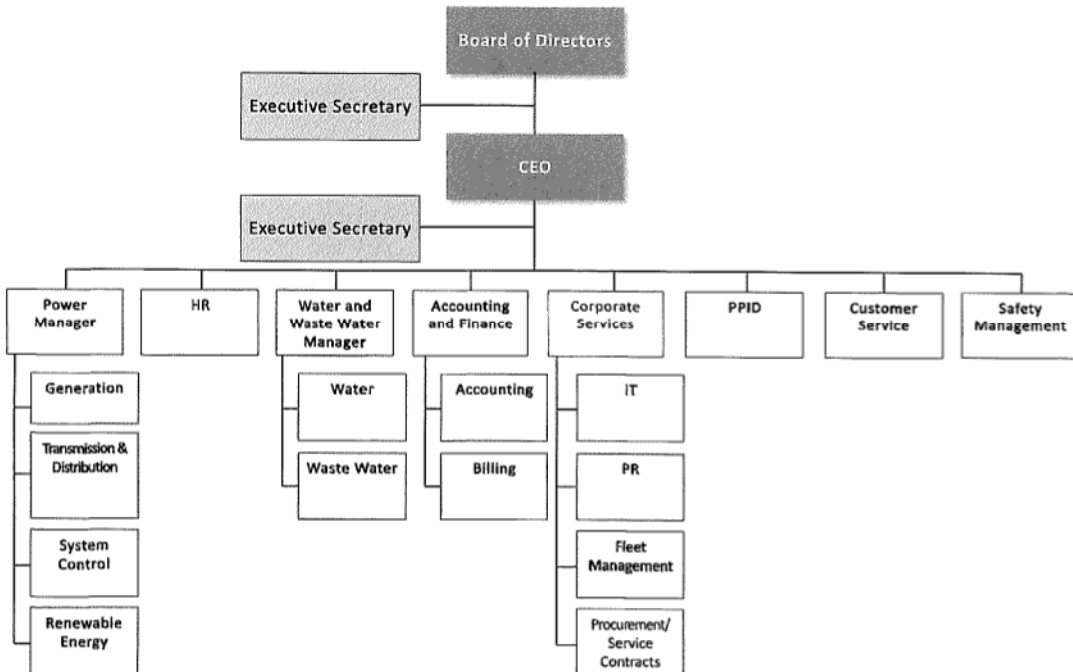 Board of Directors
Executive Secretary
CEO
Executive Secretary
Power
Manager
HR
Water and
Waste Water
Manager
Accounting
and Finance
Corporate
Services
PPID
Customer
Service
Safety
Management
Generation
Transmission &
Distribution
System
Control
Renewable
Energy
Water
Waste Water
Accounting
Billing
IT
PR
Fleet
Management
Procurement/
Service
Contracts